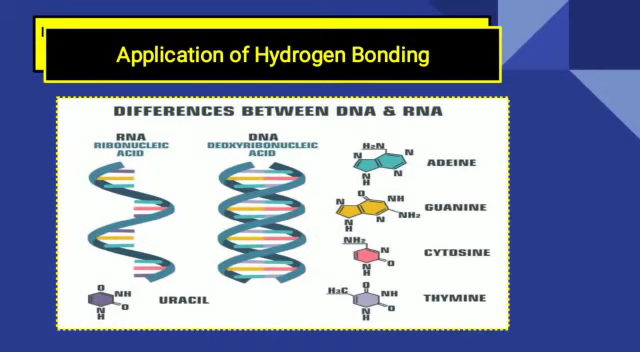 Application of Hydrogen Bonding
DIFFERENCES BETWEEN DNA & RNA
RNA
RIBONUCLEIC
ACID
DNA
DEOXYRIBONUCLEIC
ACID
H₂N
N
N
N
N
H
ADEINE
O
N
NH
N
NH₂
N
H
GUANINE
NH₂
N
N
O
H
CYTOSINE
H₃C
O
NH
N
O
H
THYMINE
O
NH
N
O
H
URACIL